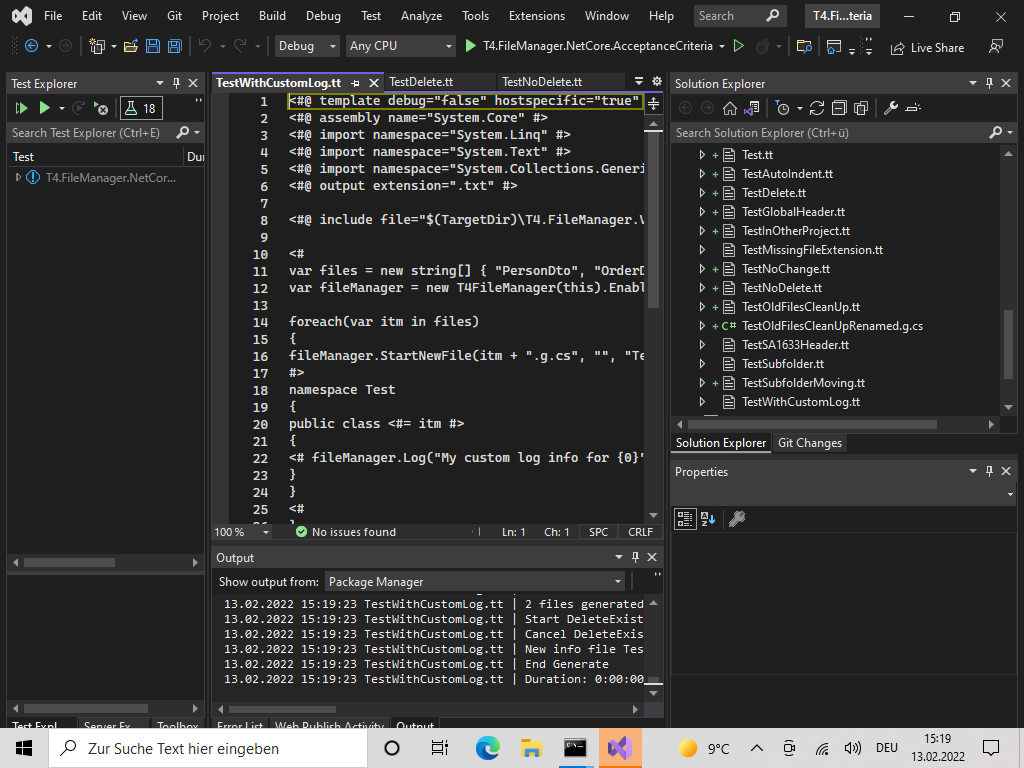 File Edit View Git Project Build Debug Test Analyze Tools Extensions Window Help Search T4.Fi...teria
Debug Any CPU T4.FileManager.NetCore.AcceptanceCriteria Live Share
Test Explorer
18
Search Test Explorer (Ctrl+E)
Test Dur
T4.FileManager.NetCor...
TestWithCustomLog.tt TestDelete.tt TestNoDelete.tt
1 <#@ template debug="false" hostspecific="true"
2 <#@ assembly name="System.Core" #>
3 <#@ import namespace="System.Linq" #>
4 <#@ import namespace="System.Text" #>
5 <#@ import namespace="System.Collections.Generi
6 <#@ output extension=".txt" #>
7
8 <#@ include file="$(TargetDir)\T4.FileManager.V
9
10 <#
11 var files = new string[] { "PersonDto", "OrderD
12 var fileManager = new T4FileManager(this).Enabl
13
14 foreach(var itm in files)
15 {
16 fileManager.StartNewFile(itm + ".g.cs", "", "Te
17 #>
18 namespace Test
19 {
20 public class <#= itm #>
21 {
22 <# fileManager.Log("My custom log info for {0}"
23 }
24 }
25 <#
100 % No issues found Ln: 1 Ch: 1 SPC CRLF
Output
Show output from: Package Manager
13.02.2022 15:19:23 TestWithCustomLog.tt | 2 files generated
13.02.2022 15:19:23 TestWithCustomLog.tt | Start DeleteExist
13.02.2022 15:19:23 TestWithCustomLog.tt | Cancel DeleteExis
13.02.2022 15:19:23 TestWithCustomLog.tt | New info file Tes
13.02.2022 15:19:23 TestWithCustomLog.tt | End Generate
13.02.2022 15:19:23 TestWithCustomLog.tt | Duration: 0:00:00
Solution Explorer
Search Solution Explorer (Ctrl+ü)
Test.tt
TestAutoIndent.tt
TestDelete.tt
TestGlobalHeader.tt
TestInOtherProject.tt
TestMissingFileExtension.tt
TestNoChange.tt
TestNoDelete.tt
TestOldFilesCleanUp.tt
C# TestOldFilesCleanUpRenamed.g.cs
TestSA1633Header.tt
TestSubfolder.tt
TestSubfolderMoving.tt
TestWithCustomLog.tt
Solution Explorer Git Changes
Properties
Test Expl... Server Ex... Toolbox Error List Web Publish Activity Output
Zur Suche Text hier eingeben 9°C DEU 15:19
13.02.2022